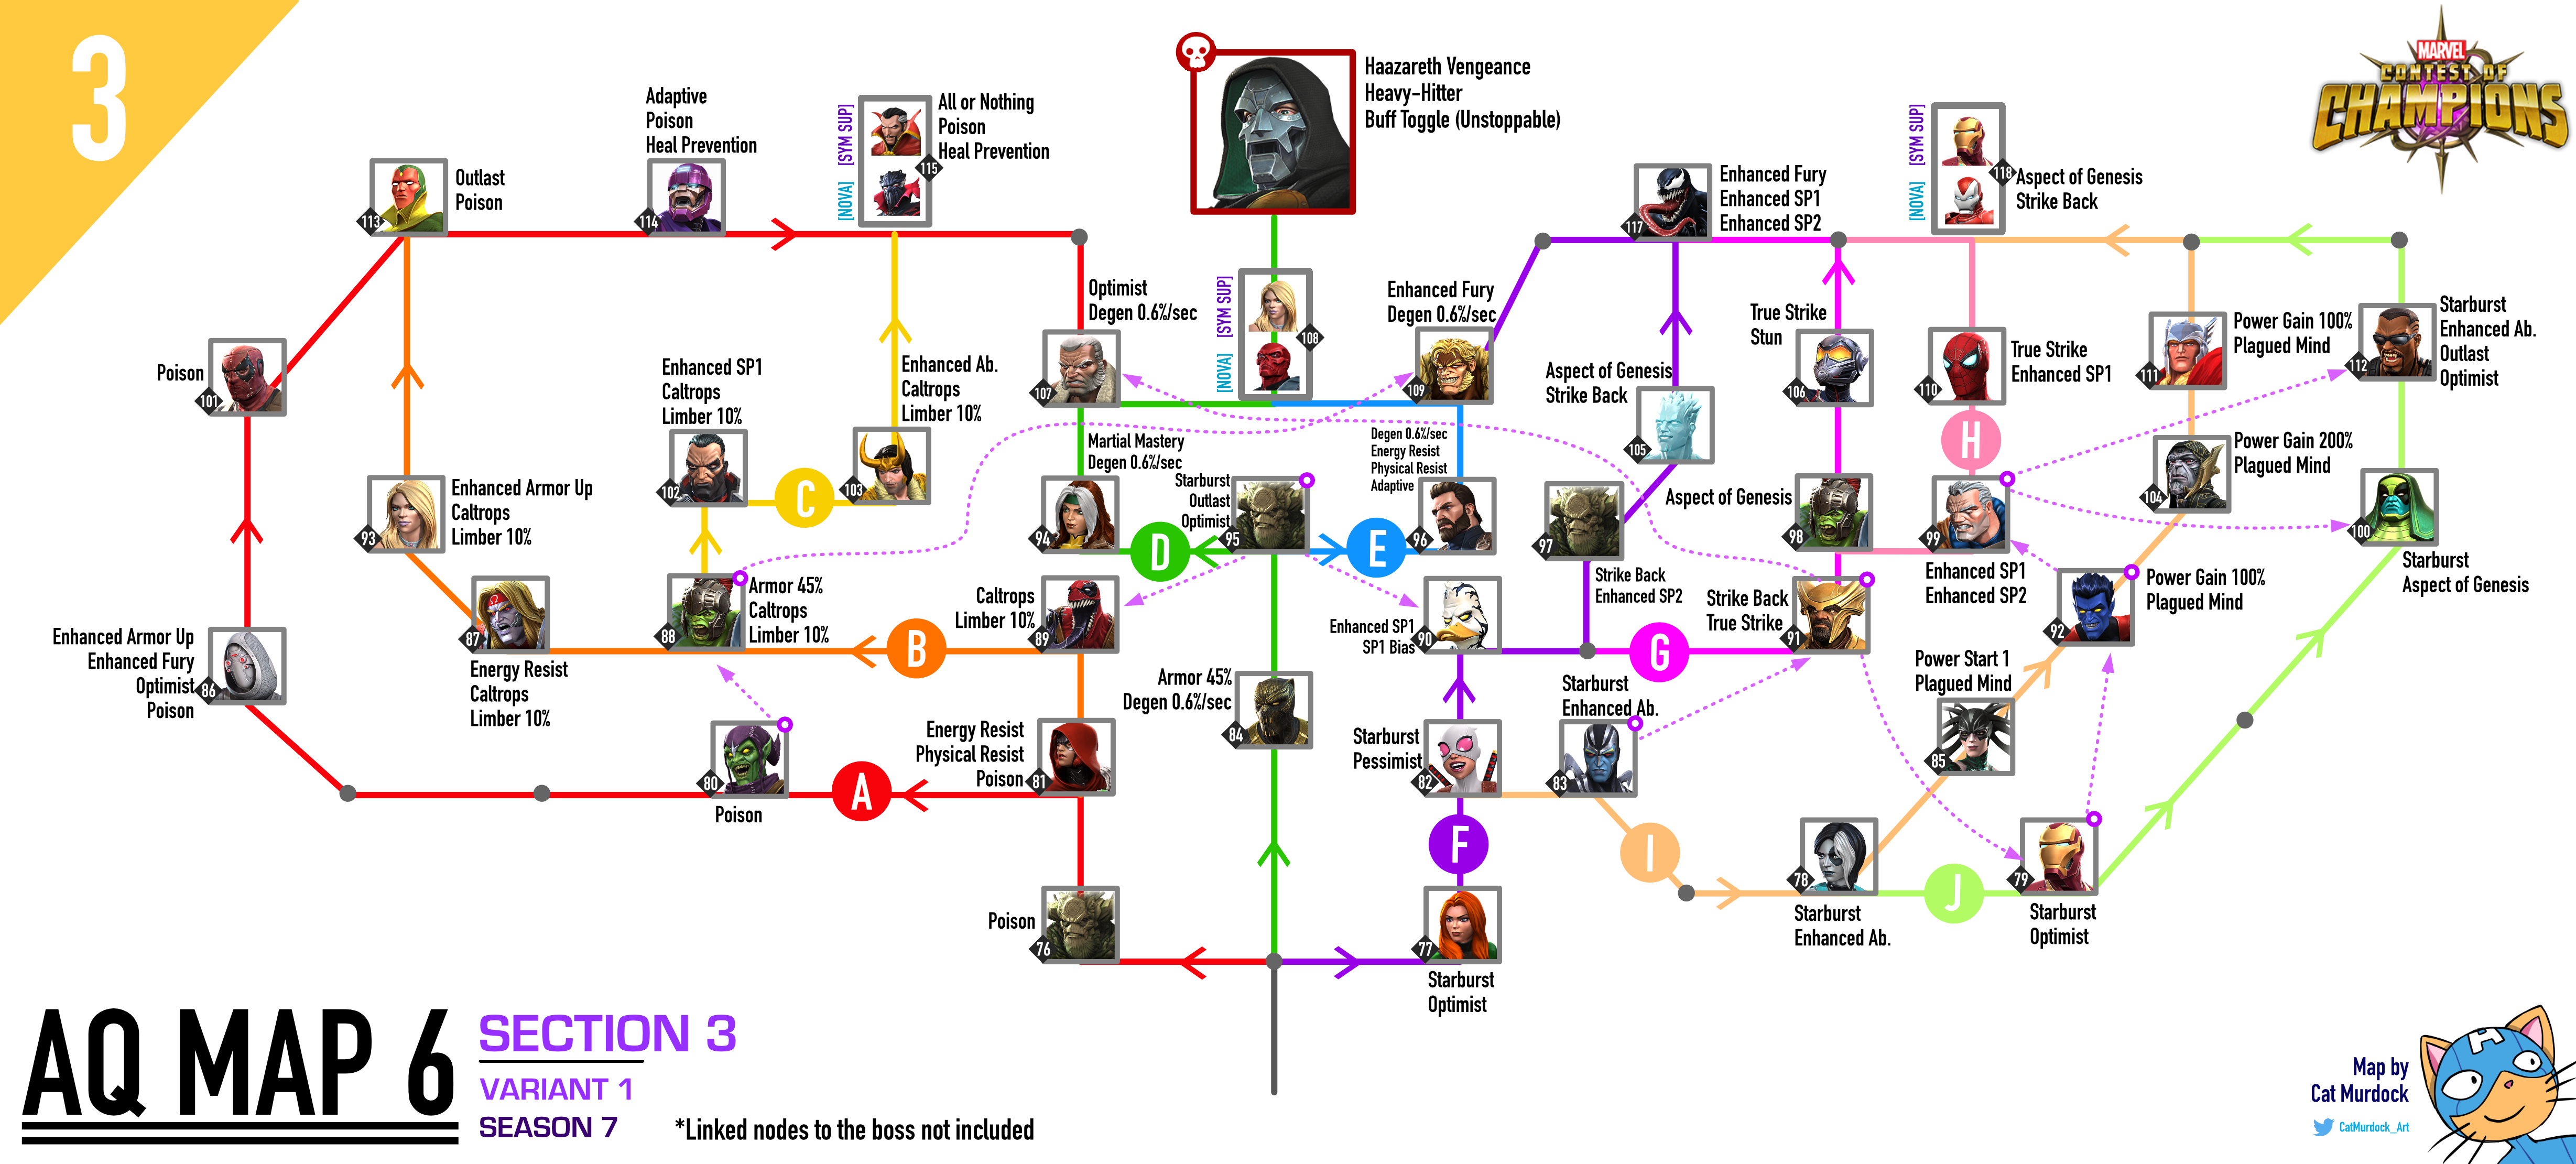 3
MARVEL
CONTEST OF
CHAMPIONS
Haazareth Vengeance
Heavy-Hitter
Buff Toggle (Unstoppable)
Adaptive
Poison
Heal Prevention
114
[SYM SUP]
[NOVA]
All or Nothing
Poison
Heal Prevention
115
Outlast
Poison
113
Enhanced Fury
Enhanced SP1
Enhanced SP2
117
[SYM SUP]
[NOVA]
118
Aspect of Genesis
Strike Back
Poison
101
Enhanced SP1
Caltrops
Limber 10%
102
C
Enhanced Ab.
Caltrops
Limber 10%
103
Optimist
Degen 0.6%/sec
107
[SYM SUP]
[NOVA]
108
Enhanced Fury
Degen 0.6%/sec
109
Aspect of Genesis
Strike Back
105
True Strike
Stun
106
True Strike
Enhanced SP1
110
H
Power Gain 100%
Plagued Mind
111
Starburst
Enhanced Ab.
Outlast
Optimist
112
Enhanced Armor Up
Caltrops
Limber 10%
93
Martial Mastery
Degen 0.6%/sec
94
D
Starburst
Outlast
Optimist
95
E
Degen 0.6%/sec
Energy Resist
Physical Resist
Adaptive
96
97
Strike Back
Enhanced SP2
Aspect of Genesis
98
99
Enhanced SP1
Enhanced SP2
Power Gain 200%
Plagued Mind
104
100
Starburst
Aspect of Genesis
Enhanced Armor Up
Enhanced Fury
Optimist
Poison
86
87
Energy Resist
Caltrops
Limber 10%
Armor 45%
Caltrops
Limber 10%
88
B
Caltrops
Limber 10%
89
Enhanced SP1
SP1 Bias
90
G
Strike Back
True Strike
91
Power Gain 100%
Plagued Mind
92
80
Poison
A
Energy Resist
Physical Resist
Poison
81
Armor 45%
Degen 0.6%/sec
84
Starburst
Pessimist
82
Starburst
Enhanced Ab.
83
Power Start 1
Plagued Mind
85
F
I
78
Starburst
Enhanced Ab.
J
79
Starburst
Optimist
Poison
76
77
Starburst
Optimist
AQ MAP 6
SECTION 3
VARIANT 1
SEASON 7
*Linked nodes to the boss not included
Map by
Cat Murdock
CatMurdock_Art
A